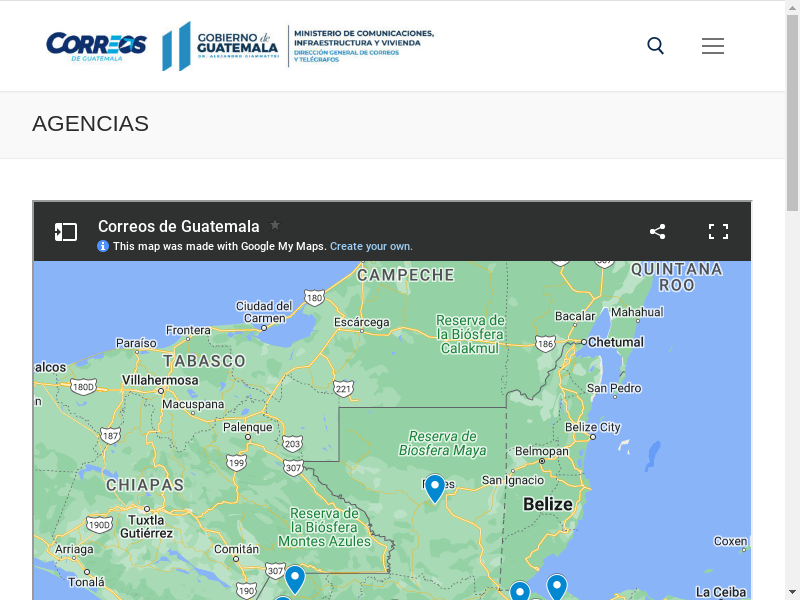 CORREOS
DE GUATEMALA
GOBIERNO de
GUATEMALA
DR. ALEJANDRO GIAMMATTEI
MINISTERIO DE COMUNICACIONES,
INFRAESTRUCTURA Y VIVIENDA
DIRECCIÓN GENERAL DE CORREOS
Y TELÉGRAFOS
AGENCIAS
Correos de Guatemala
This map was made with Google My Maps. Create your own.
CAMPECHE
QUINTANA
ROO
307
180
Ciudad del
Carmen
Escárcega
Reserva de
la Biósfera
Calakmul
Bacalar
Mahahual
Frontera
Paraíso
186
Chetumal
TABASCO
alcos
180D
Villahermosa
221
San Pedro
n
Macuspana
Palenque
187
203
Belize City
Reserva de
Biosfera Maya
199
307
Belmopan
San Ignacio
CHIAPAS
Belize
190D
Tuxtla
Gutiérrez
Reserva de
la Biósfera
Montes Azules
Arriaga
Comitán
Coxen
307
Tonalá
190
La Ceiba